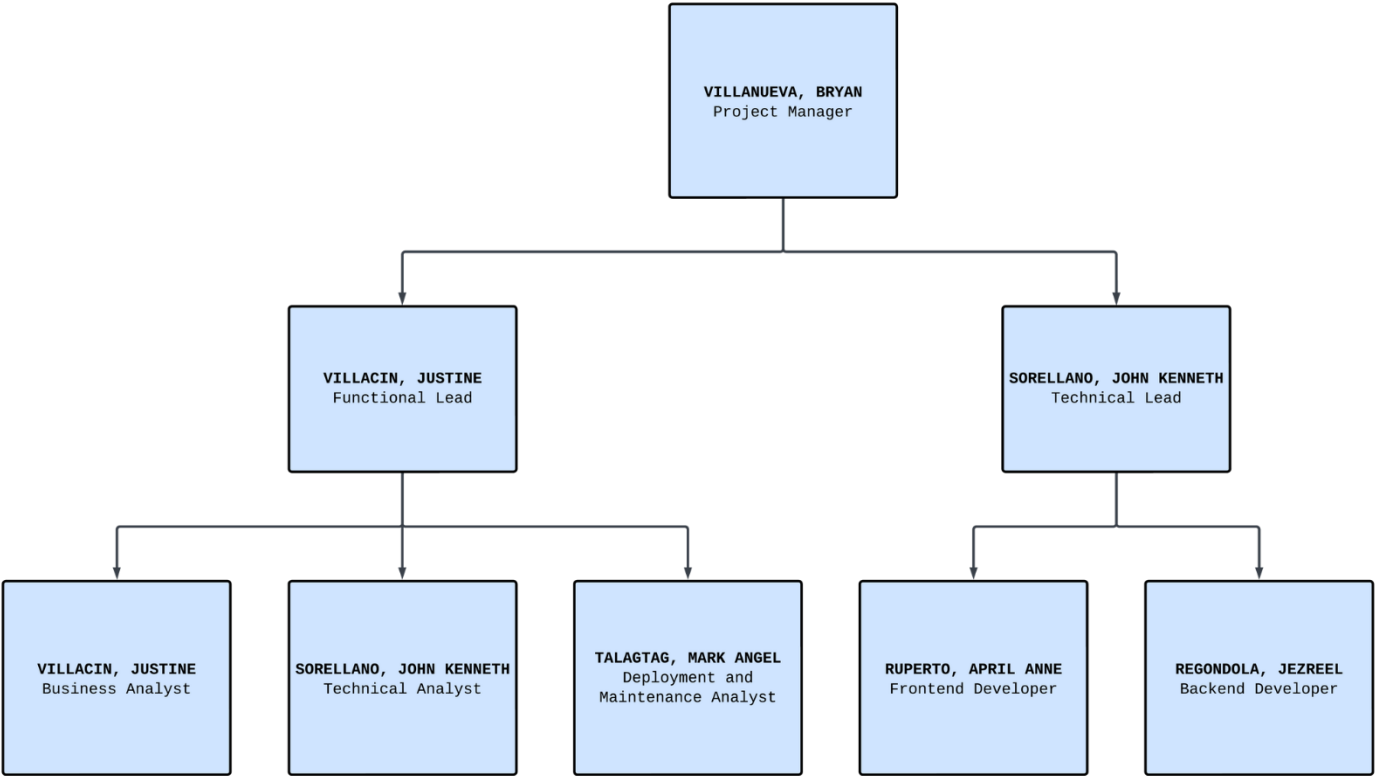 VILLANUEVA, BRYAN
Project Manager
VILLACIN, JUSTINE
Functional Lead
SORELLANO, JOHN KENNETH
Technical Lead
VILLACIN, JUSTINE
Business Analyst
SORELLANO, JOHN KENNETH
Technical Analyst
TALAGTAG, MARK ANGEL
Deployment and
Maintenance Analyst
RUPERTO, APRIL ANNE
Frontend Developer
REGONDOLA, JEZREEL
Backend Developer